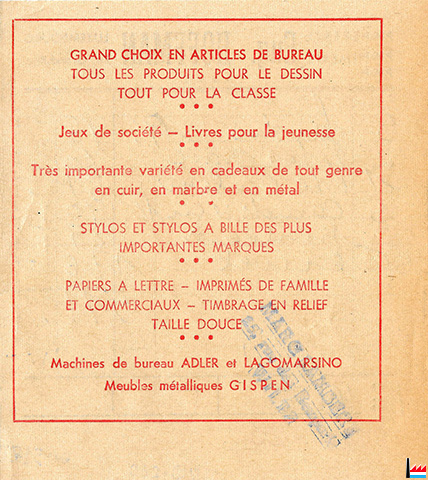 GRAND CHOIX EN ARTICLES DE BUREAU
TOUS LES PRODUITS POUR LE DESSIN
TOUT POUR LA CLASSE
Jeux de société – Livres pour la jeunesse
Très importante variété en cadeaux de tout genre
en cuir, en marbre et en métal
STYLOS ET STYLOS A BILLE DES PLUS
IMPORTANTES MARQUES
PAPIERS A LETTRE – IMPRIMÉS DE FAMILLE
ET COMMERCIAUX – TIMBRAGE EN RELIEF
TAILLE DOUCE
Machines de bureau ADLER et LAGOMARSINO
Meubles métalliques GISPEN